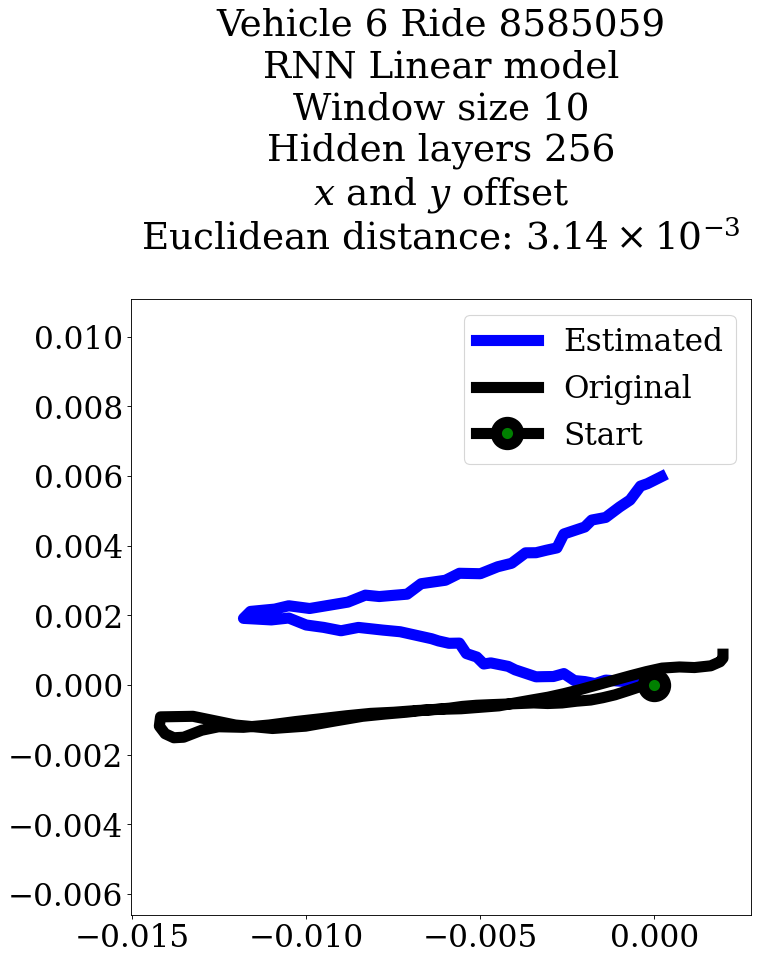 Vehicle 6 Ride 8585059
RNN Linear model
Window size 10
Hidden layers 256
x and y offset
Euclidean distance: 3.14 × 10⁻³
Estimated
Original
Start
0.010
0.008
0.006
0.004
0.002
0.000
−0.002
−0.004
−0.006
−0.015 −0.010 −0.005 0.000